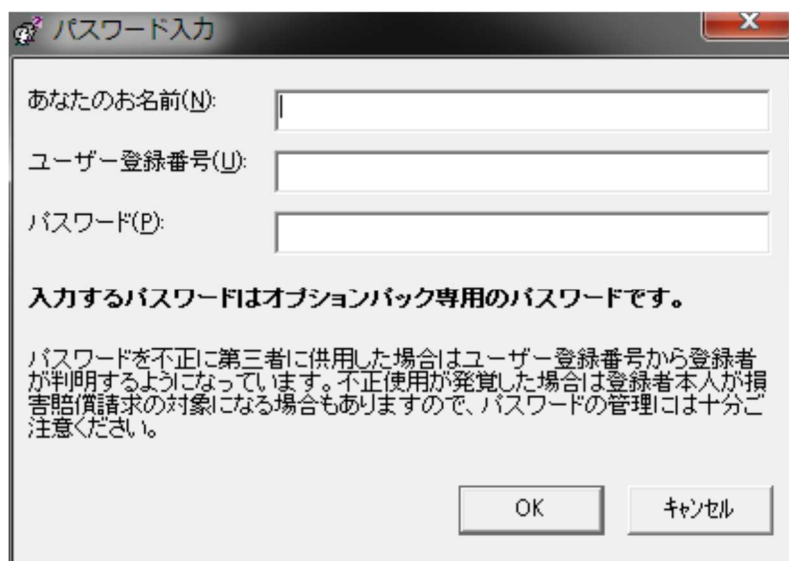 パスワード入力
あなたのお名前(N):
ユーザー登録番号(U):
パスワード(P):
入力するパスワードはオプションパック専用のパスワードです。
パスワードを不正に第三者に供用した場合はユーザー登録番号から登録者
が判明するようになっています。不正使用が発覚した場合は登録者本人が損
害賠償請求の対象になる場合もありますので、パスワードの管理には十分ご
注意ください。
OK
キャンセル